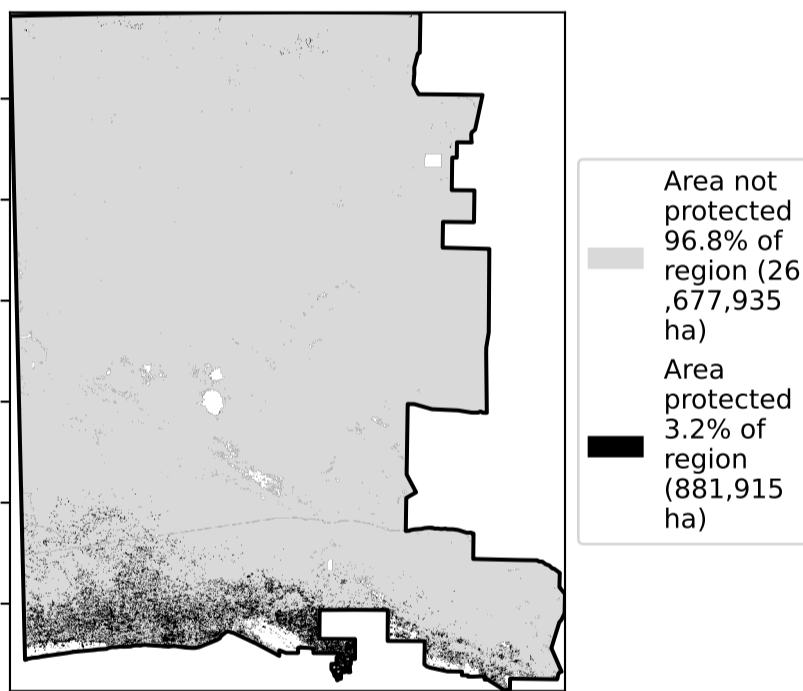 Area not
protected
96.8% of
region (26
,677,935
ha)
Area
protected
3.2% of
region
(881,915
ha)